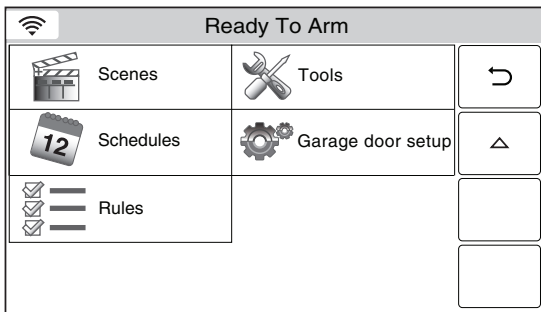 Ready To Arm
Scenes
Tools
12
Schedules
Garage door setup
Rules